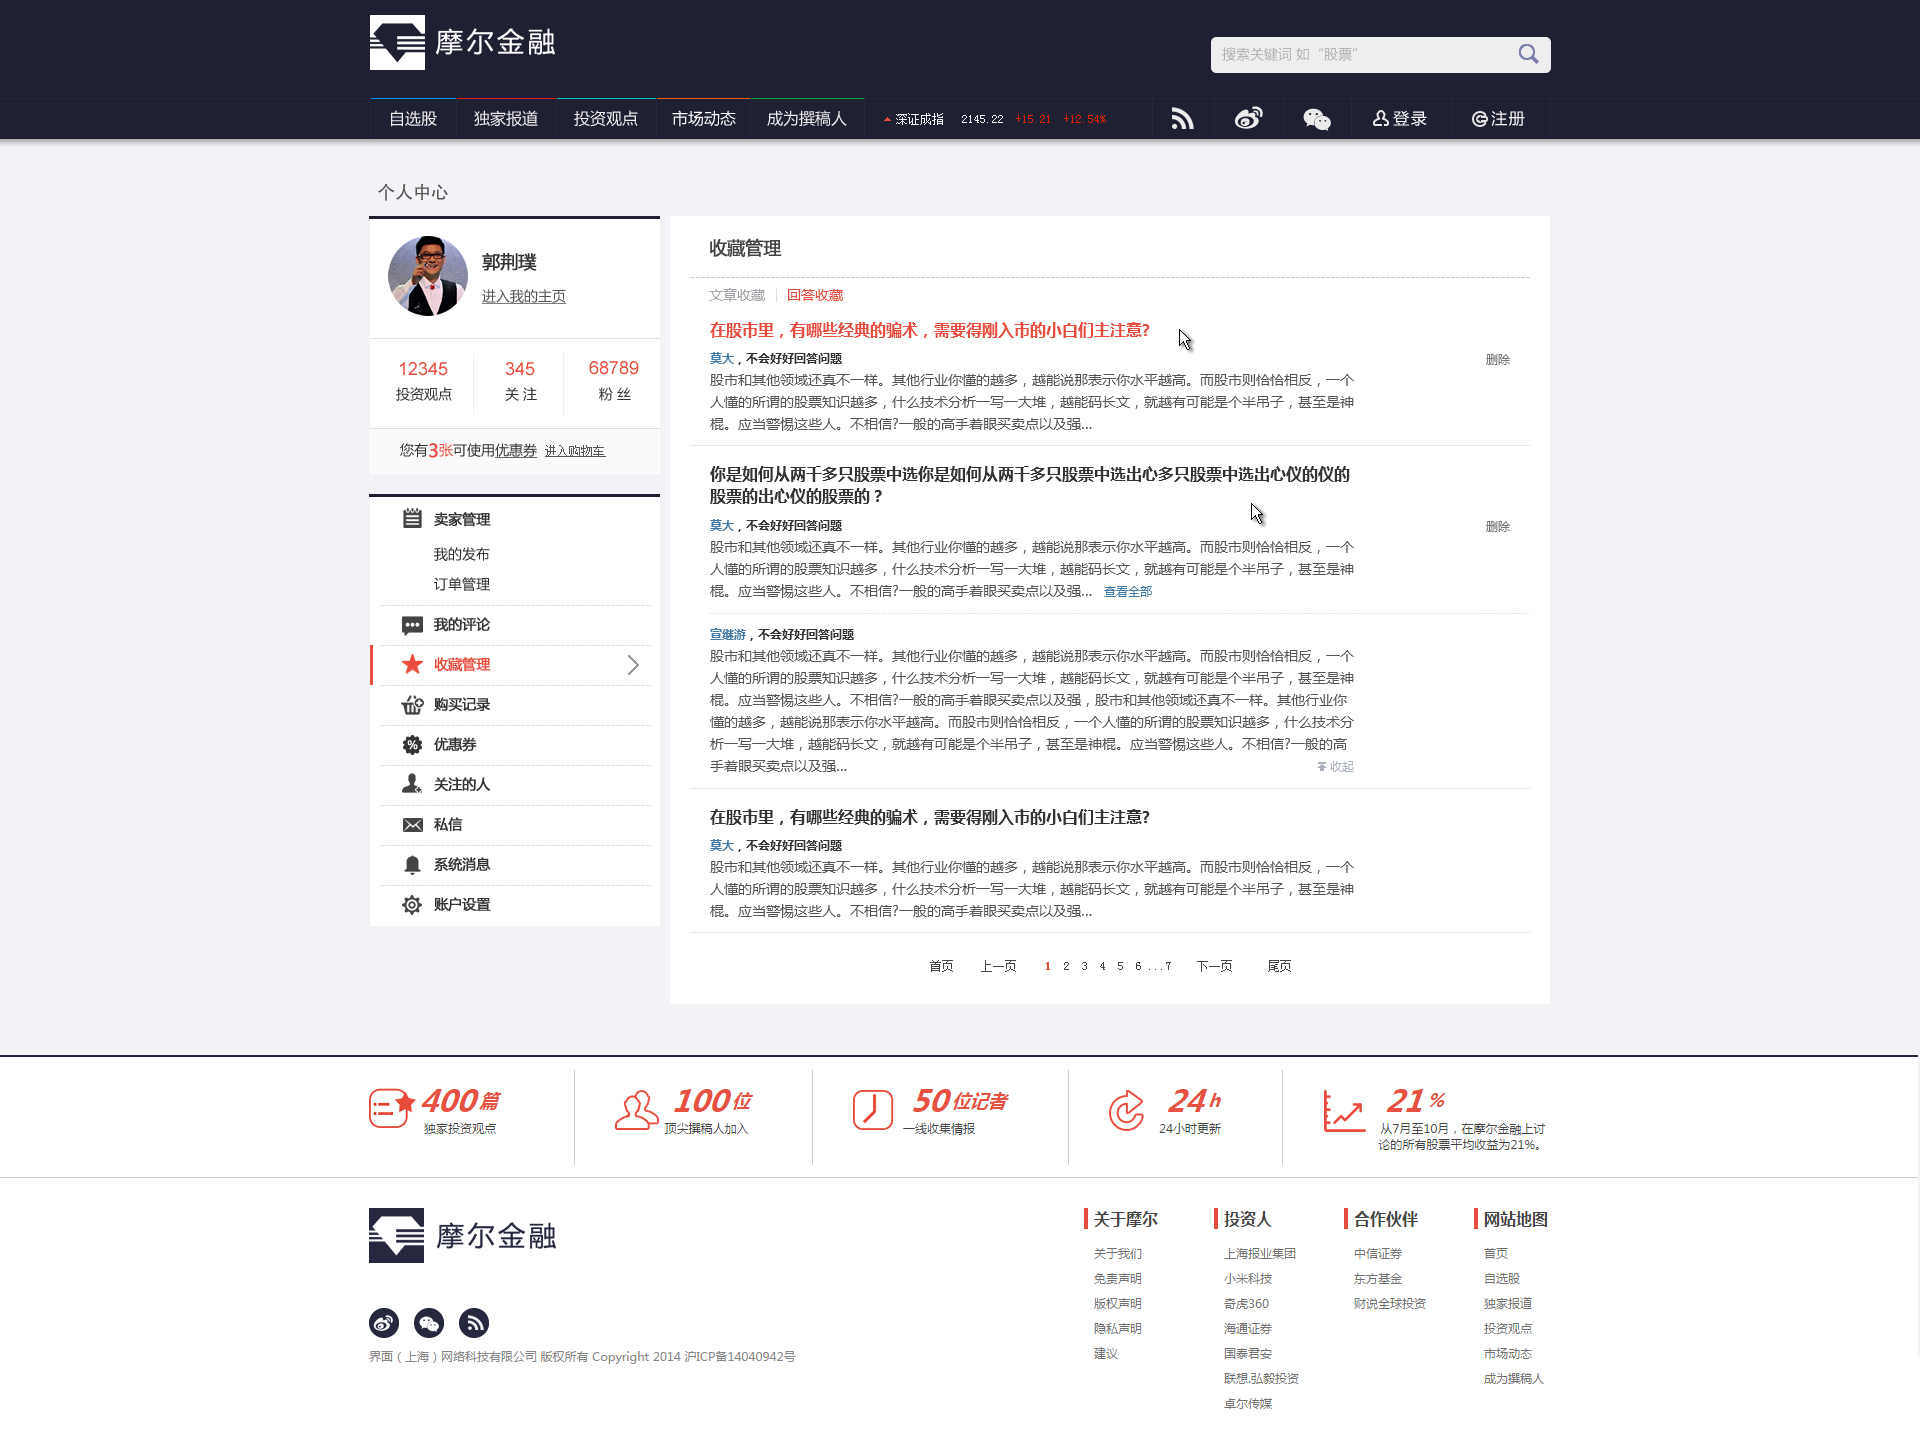 摩尔金融
搜索关键词 如“股票”
自选股 独家报道 投资观点 市场动态 成为撰稿人 深证成指 2145.22 +15.21 +12.54% 登录 注册
个人中心
郭荆璞
进入我的主页
12345 345 68789
投资观点 关 注 粉 丝
您有3张可使用优惠券 进入购物车
卖家管理
我的发布
订单管理
我的评论
收藏管理
购买记录
优惠券
关注的人
私信
系统消息
账户设置
收藏管理
文章收藏 回答收藏
在股市里，有哪些经典的骗术，需要得刚入市的小白们主注意?
莫大，不会好好回答问题
删除
股市和其他领域还真不一样。其他行业你懂的越多，越能说那表示你水平越高。而股市则恰恰相反，一个
人懂的所谓的股票知识越多，什么技术分析一写一大堆，越能码长文，就越有可能是个半吊子，甚至是神
棍。应当警惕这些人。不相信?一般的高手着眼买卖点以及强...
你是如何从两千多只股票中选你是如何从两千多只股票中选出心多只股票中选出心仪的仪的
股票的出心仪的股票的？
莫大，不会好好回答问题
删除
股市和其他领域还真不一样。其他行业你懂的越多，越能说那表示你水平越高。而股市则恰恰相反，一个
人懂的所谓的股票知识越多，什么技术分析一写一大堆，越能码长文，就越有可能是个半吊子，甚至是神
棍。应当警惕这些人。不相信?一般的高手着眼买卖点以及强... 查看全部
宣继游，不会好好回答问题
股市和其他领域还真不一样。其他行业你懂的越多，越能说那表示你水平越高。而股市则恰恰相反，一个
人懂的所谓的股票知识越多，什么技术分析一写一大堆，越能码长文，就越有可能是个半吊子，甚至是神
棍。应当警惕这些人。不相信?一般的高手着眼买卖点以及强，股市和其他领域还真不一样。其他行业你
懂的越多，越能说那表示你水平越高。而股市则恰恰相反，一个人懂的所谓的股票知识越多，什么技术分
析一写一大堆，越能码长文，就越有可能是个半吊子，甚至是神棍。应当警惕这些人。不相信?一般的高
手着眼买卖点以及强... 收起
在股市里，有哪些经典的骗术，需要得刚入市的小白们主注意?
莫大，不会好好回答问题
股市和其他领域还真不一样。其他行业你懂的越多，越能说那表示你水平越高。而股市则恰恰相反，一个
人懂的所谓的股票知识越多，什么技术分析一写一大堆，越能码长文，就越有可能是个半吊子，甚至是神
棍。应当警惕这些人。不相信?一般的高手着眼买卖点以及强...
首页 上一页 1 2 3 4 5 6 ...7 下一页 尾页
400篇
独家投资观点
100位
顶尖撰稿人加入
50位记者
一线收集情报
24h
24小时更新
21%
从7月至10月，在摩尔金融上讨
论的所有股票平均收益为21%。
摩尔金融
界面（上海）网络科技有限公司 版权所有 Copyright 2014 沪ICP备14040942号
关于摩尔
关于我们
免责声明
版权声明
隐私声明
建议
投资人
上海报业集团
小米科技
奇虎360
海通证券
国泰君安
联想.弘毅投资
卓尔传媒
合作伙伴
中信证券
东方基金
财说全球投资
网站地图
首页
自选股
独家报道
投资观点
市场动态
成为撰稿人